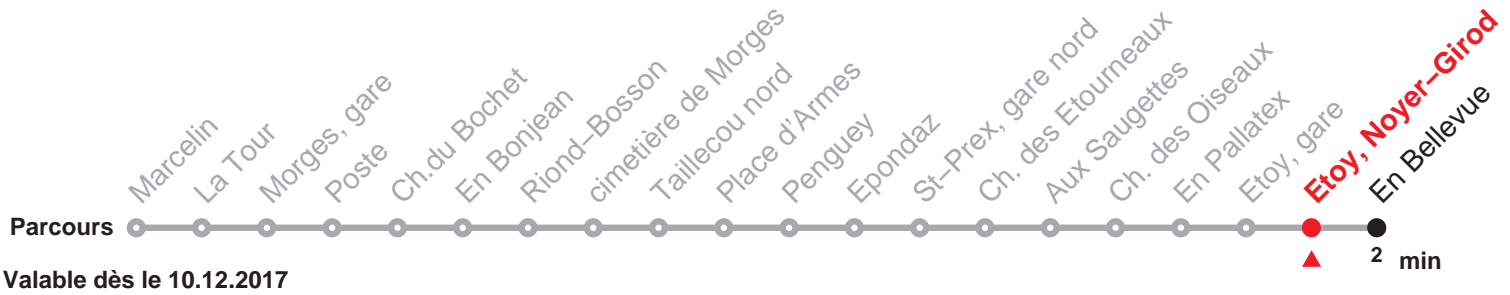 Marcelin
La Tour
Morges, gare
Poste
Ch.du Bochet
En Bonjean
Riond–Bosson
cimetière de Morges
Taillecou nord
Place d'Armes
Penguey
Epondaz
St–Prex, gare nord
Ch. des Etourneaux
Aux Saugettes
Ch. des Oiseaux
En Pallatex
Etoy, gare
Etoy, Noyer–Girod
En Bellevue
Parcours
2 min
Valable dès le 10.12.2017